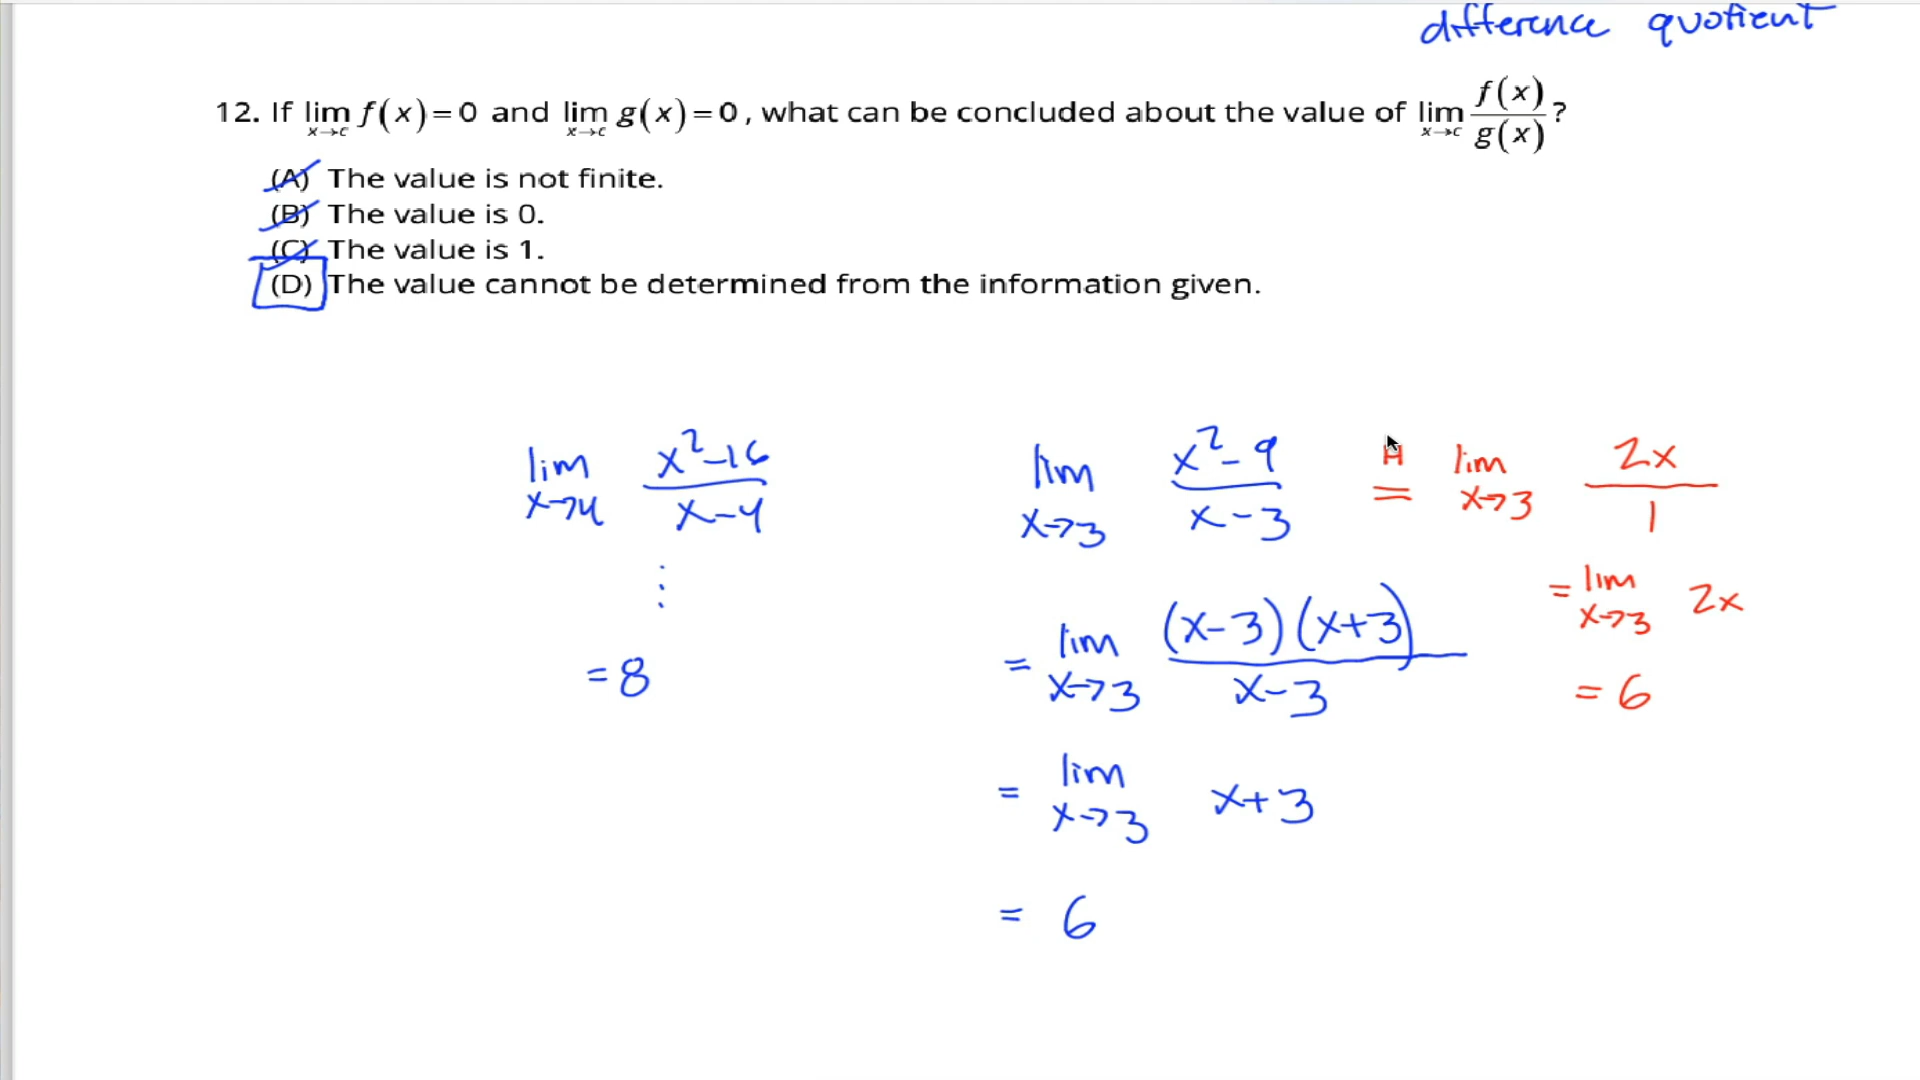 difference quotient
12. If lim x→c f(x)=0 and lim x→c g(x)=0, what can be concluded about the value of lim x→c f(x)/g(x)?
(A) The value is not finite.
(B) The value is 0.
(C) The value is 1.
(D) The value cannot be determined from the information given.
lim x→4 x²-16/x-4
⋮
=8
lim x→3 x²-9/x-3 H= lim x→3 2x/1
= lim x→3 2x
= 6
= lim x→3 (x-3)(x+3)/x-3
= lim x→3 x+3
= 6